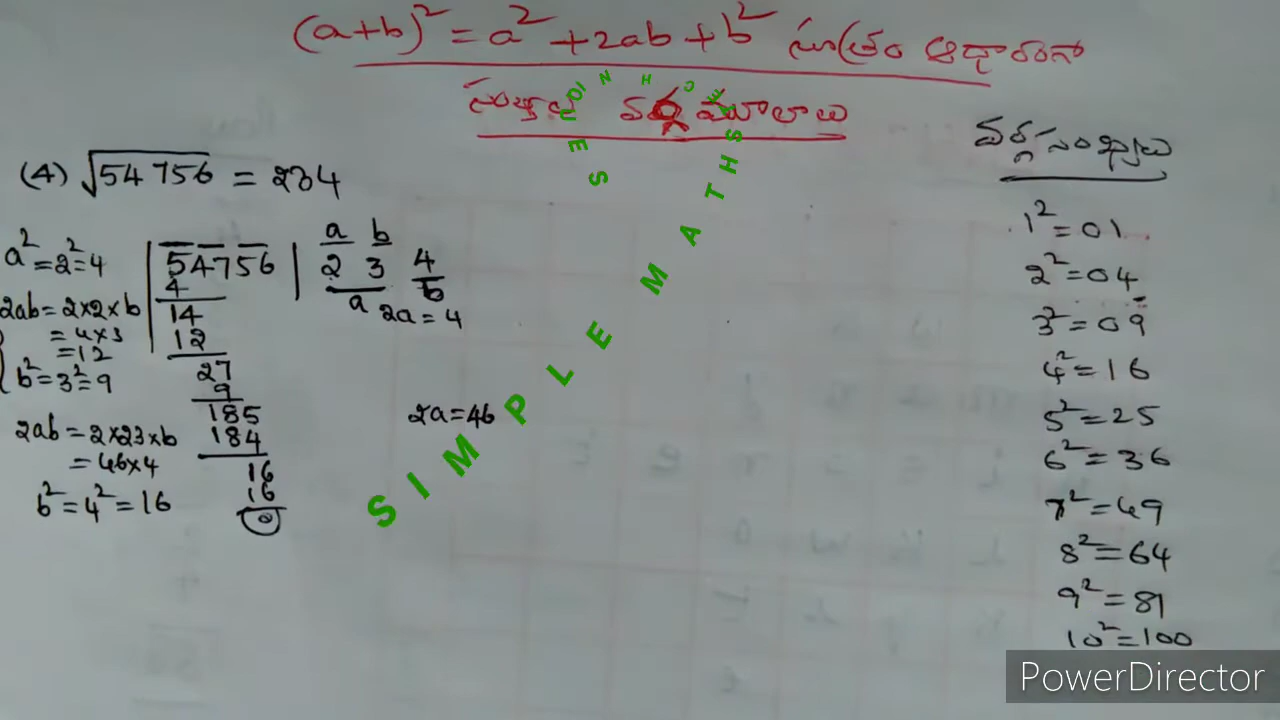 (a+b)² = a² + 2ab + b² సూత్రం ఆధారంగా
వర్గమూలాలు
SIMPLE MATHS
(4) √54756 = 234
a² = 2² = 4
2ab = 2×2×b
= 4×3
= 12
b² = 3² = 9
2ab = 2×23×b
= 46×4
b² = 4² = 16
54756
4
14
12
27
9
185
184
16
16
0
a b
2 3 4
a b
2a = 4
2a = 46
వర్గసంఖ్యలు
1² = 01
2² = 04
3² = 09
4² = 16
5² = 25
6² = 36
7² = 49
8² = 64
9² = 81
10² = 100
PowerDirector